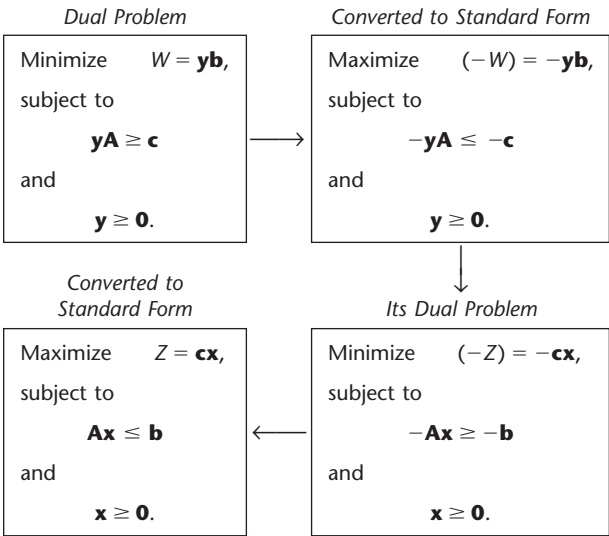 Dual Problem
Minimize W = yb,
subject to
yA ≥ c
and
y ≥ 0.
Converted to Standard Form
Maximize (−W) = −yb,
subject to
−yA ≤ −c
and
y ≥ 0.
Its Dual Problem
Minimize (−Z) = −cx,
subject to
−Ax ≥ −b
and
x ≥ 0.
Converted to
Standard Form
Maximize Z = cx,
subject to
Ax ≤ b
and
x ≥ 0.